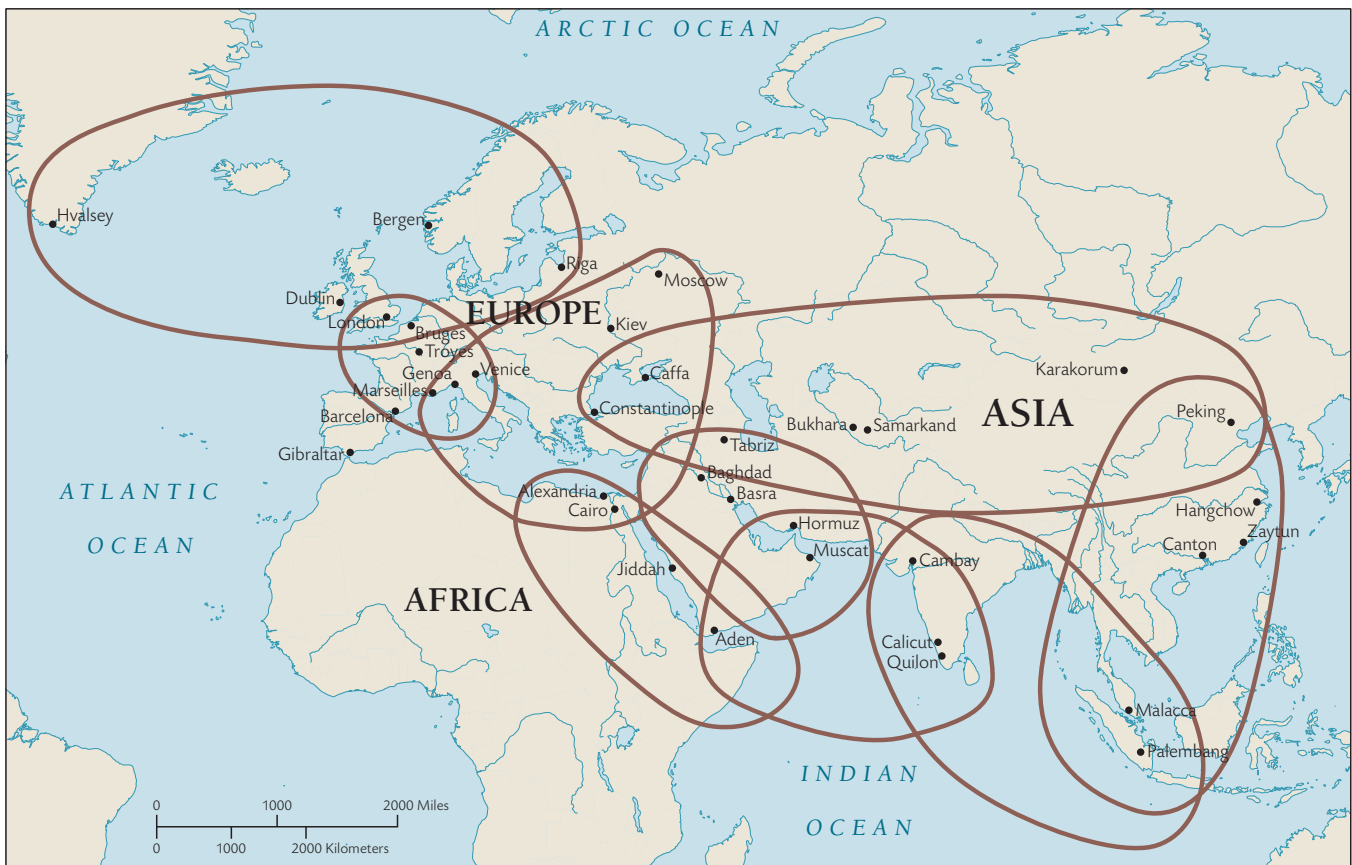 ARCTIC OCEAN
Hvalsey
Bergen
Riga
Moscow
Dublin
London
EUROPE
Bruges
Kiev
Troyes
Genoa
Venice
Caffa
Karakorum
Marseilles
Barcelona
Constantinople
Bukhara
Samarkand
ASIA
Peking
Gibraltar
Tabriz
Baghdad
ATLANTIC
OCEAN
Alexandria
Cairo
Basra
Hangchow
Hormuz
Zaytun
Muscat
Canton
Jiddah
Cambay
AFRICA
Aden
Calicut
Quilon
Malacca
Palembang
INDIAN
OCEAN
0 1000 2000 Miles
0 1000 2000 Kilometers